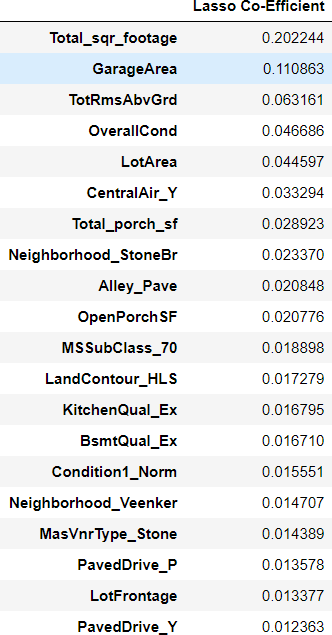 Lasso Co-Efficient
Total_sqr_footage 0.202244
GarageArea 0.110863
TotRmsAbvGrd 0.063161
OverallCond 0.046686
LotArea 0.044597
CentralAir_Y 0.033294
Total_porch_sf 0.028923
Neighborhood_StoneBr 0.023370
Alley_Pave 0.020848
OpenPorchSF 0.020776
MSSubClass_70 0.018898
LandContour_HLS 0.017279
KitchenQual_Ex 0.016795
BsmtQual_Ex 0.016710
Condition1_Norm 0.015551
Neighborhood_Veenker 0.014707
MasVnrType_Stone 0.014389
PavedDrive_P 0.013578
LotFrontage 0.013377
PavedDrive_Y 0.012363